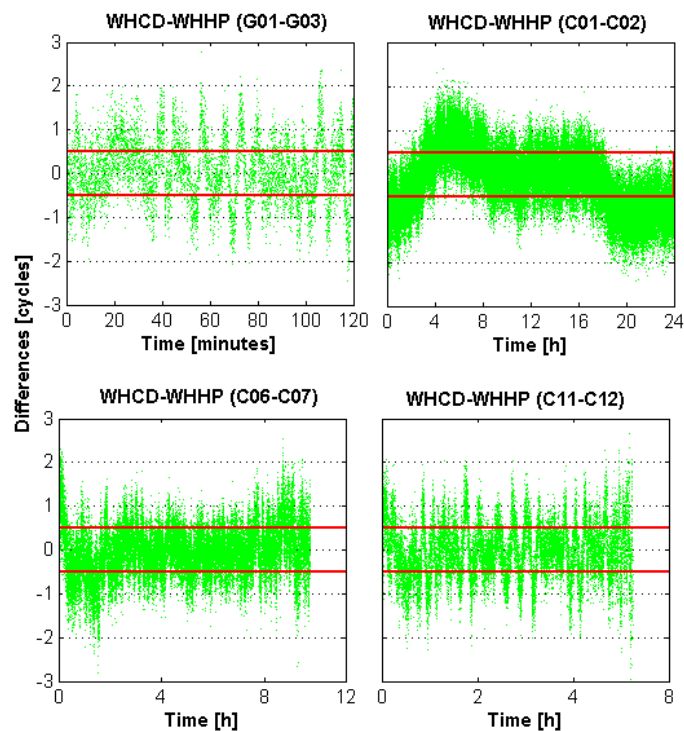 WHCD-WHHP (G01-G03)
3
2
1
0
-1
-2
-3
0 20 40 60 80 100 120
Time [minutes]
WHCD-WHHP (C01-C02)
0 4 8 12 16 20 24
Time [h]
Differences [cycles]
WHCD-WHHP (C06-C07)
3
2
1
0
-1
-2
-3
0 4 8 12
Time [h]
WHCD-WHHP (C11-C12)
0 2 4 6 8
Time [h]